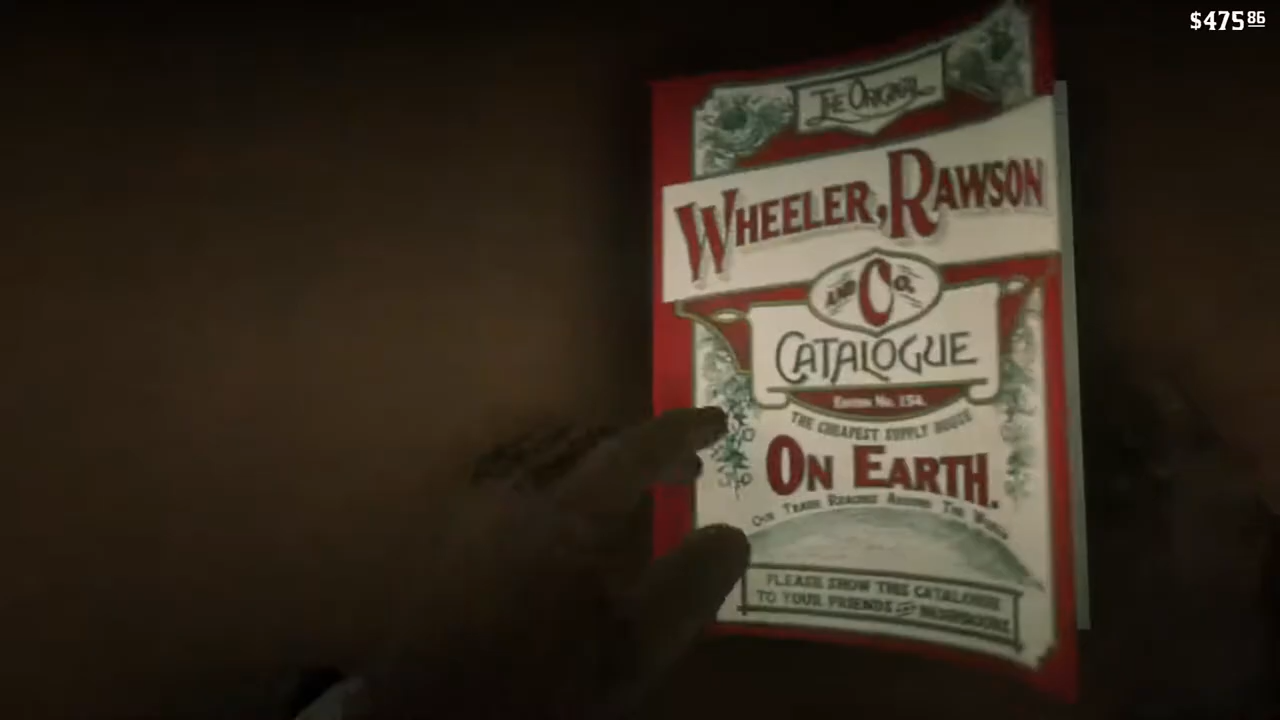 $475 86
THE ORIGINAL
WHEELER, RAWSON
AND Co.
CATALOGUE
EDITION No. 154.
THE CHEAPEST SUPPLY HOUSE
ON EARTH.
OUR TRADE REACHES AROUND THE WORLD
PLEASE SHOW THIS CATALOGUE
TO YOUR FRIENDS AND NEIGHBOURS